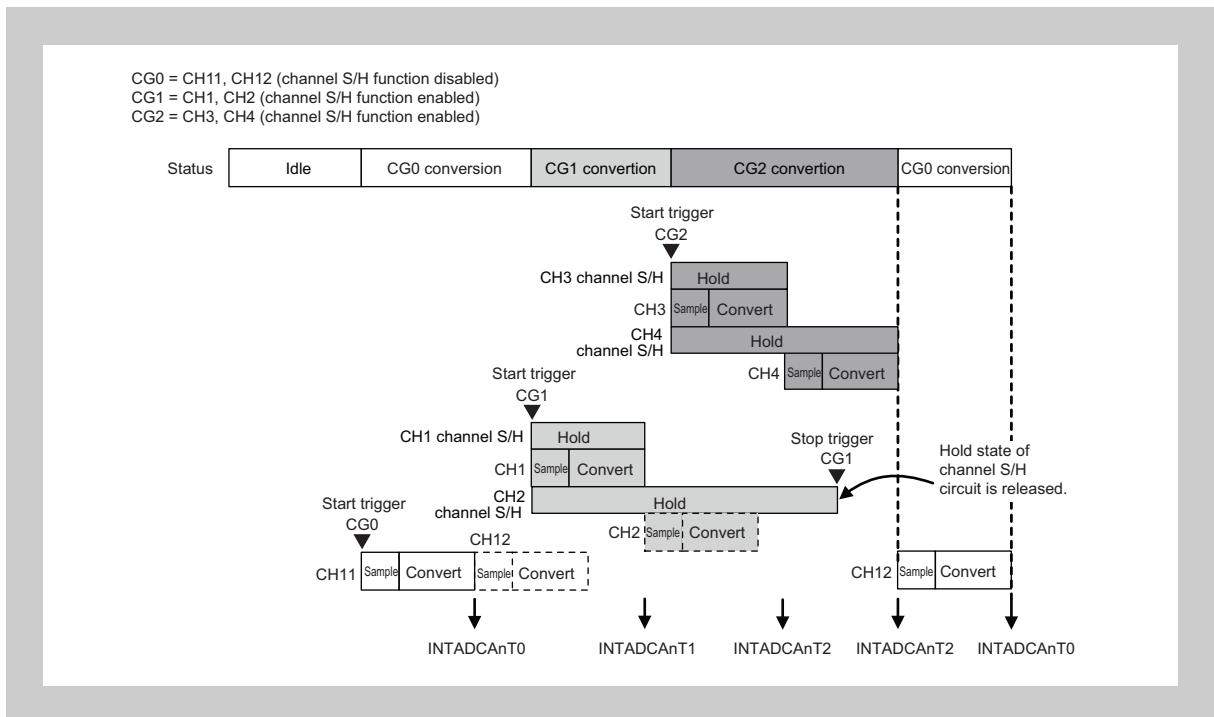 CG0 = CH11, CH12 (channel S/H function disabled)
CG1 = CH1, CH2 (channel S/H function enabled)
CG2 = CH3, CH4 (channel S/H function enabled)
Status
Idle
CG0 conversion
CG1 convertion
CG2 convertion
CG0 conversion
Start trigger
CG2
CH3 channel S/H
Hold
CH3
Sample
Convert
CH4
channel S/H
Hold
CH4
Sample
Convert
Start trigger
CG1
CH1 channel S/H
Hold
CH1
Sample
Convert
CH2
channel S/H
Hold
Stop trigger
CG1
Hold state of
channel S/H
circuit is released.
CH2
Sample
Convert
Start trigger
CG0
CH11
Sample
Convert
CH12
Sample
Convert
CH12
Sample
Convert
INTADCAnT0
INTADCAnT1
INTADCAnT2
INTADCAnT2
INTADCAnT0